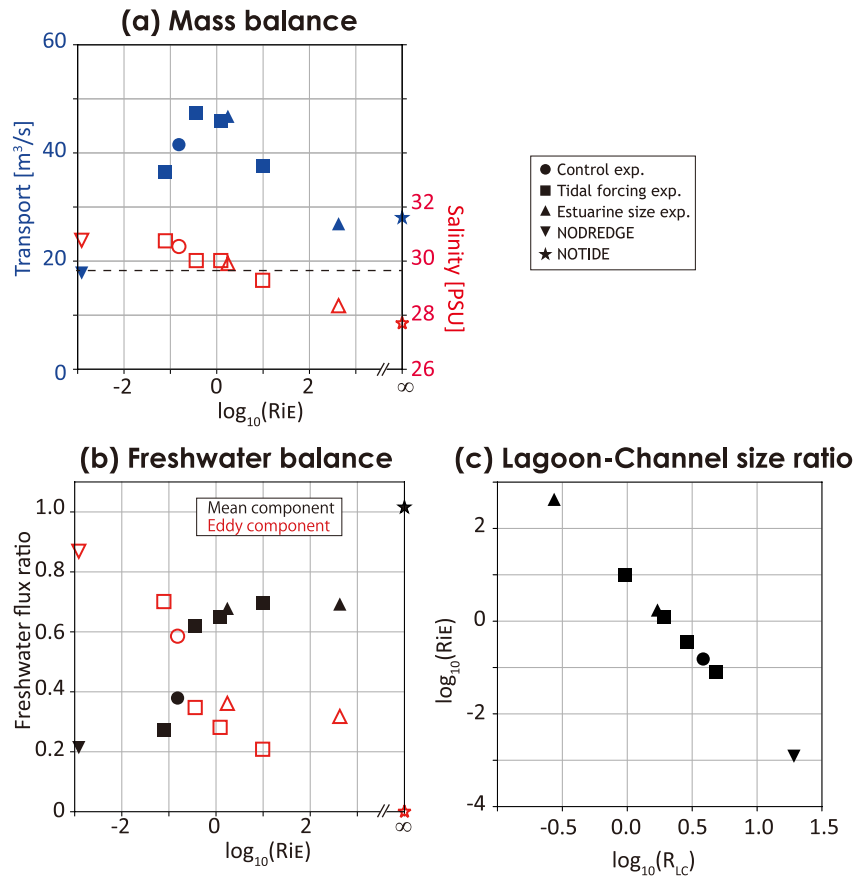 (a) Mass balance
60
40
20
0
Transport [m³/s]
32
30
28
26
Salinity [PSU]
-2
0
2
∞
log₁₀(RiE)
Control exp.
Tidal forcing exp.
Estuarine size exp.
NODREDGE
NOTIDE
(b) Freshwater balance
Mean component
Eddy component
1.0
0.8
0.6
0.4
0.2
0
Freshwater flux ratio
-2
0
2
∞
log₁₀(RiE)
(c) Lagoon-Channel size ratio
2
0
-2
-4
log₁₀(RiE)
-0.5
0.0
0.5
1.0
1.5
log₁₀(R_LC)